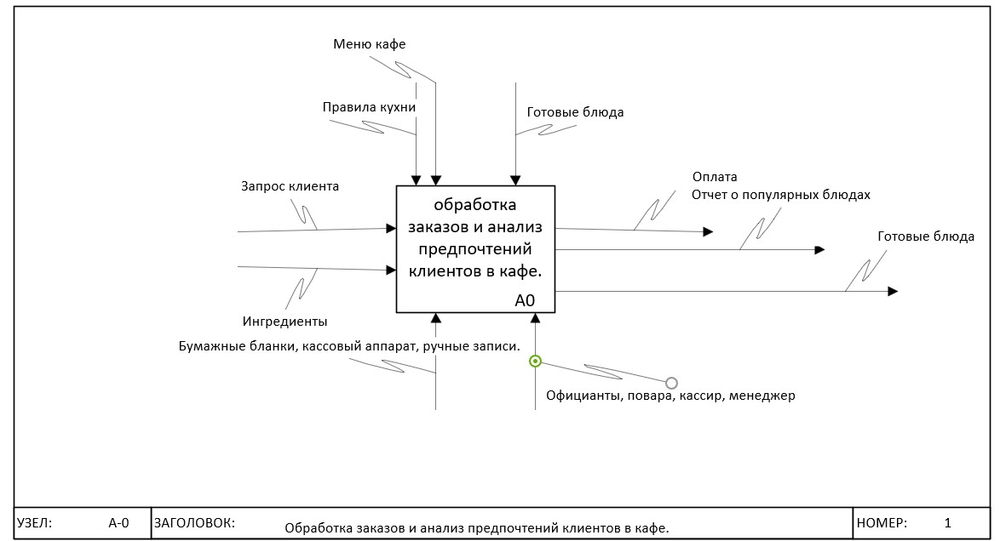 Меню кафе
Правила кухни
Готовые блюда
Запрос клиента
Оплата
Отчет о популярных блюдах
Готовые блюда
обработка
заказов и анализ
предпочтений
клиентов в кафе.
A0
Ингредиенты
Бумажные бланки, кассовый аппарат, ручные записи.
Официанты, повара, кассир, менеджер
УЗЕЛ: A-0 ЗАГОЛОВОК: Обработка заказов и анализ предпочтений клиентов в кафе. НОМЕР: 1